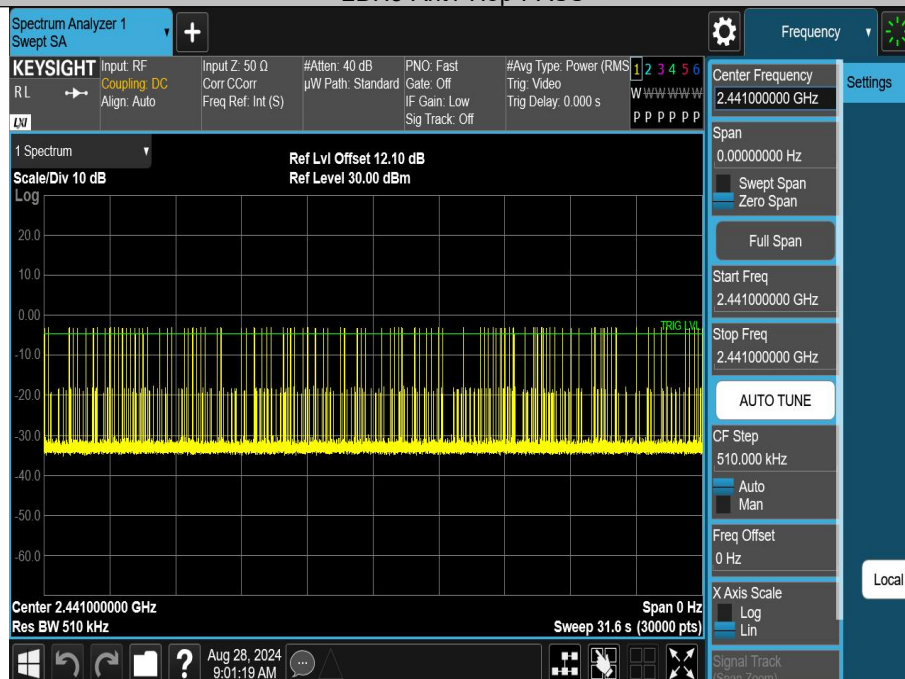 Spectrum Analyzer 1
Swept SA
+
Frequency
KEYSIGHT
RL
LXI
Input: RF
Coupling: DC
Align: Auto
Input Z: 50 Ω
Corr CCorr
Freq Ref: Int (S)
#Atten: 40 dB
µW Path: Standard
PNO: Fast
Gate: Off
IF Gain: Low
Sig Track: Off
#Avg Type: Power (RMS
Trig: Video
Trig Delay: 0.000 s
1 2 3 4 5 6
W W W W W W
P P P P P P
Center Frequency
2.441000000 GHz
Settings
Span
0.00000000 Hz
Swept Span
Zero Span
Full Span
Start Freq
2.441000000 GHz
Stop Freq
2.441000000 GHz
AUTO TUNE
CF Step
510.000 kHz
Auto
Man
Freq Offset
0 Hz
X Axis Scale
Log
Lin
Signal Track
(Span Zoom)
Local
1 Spectrum
Scale/Div 10 dB
Ref Lvl Offset 12.10 dB
Ref Level 30.00 dBm
Log
20.0
10.0
0.00
TRIG LVL
-10.0
-20.0
-30.0
-40.0
-50.0
-60.0
Center 2.441000000 GHz
Span 0 Hz
Res BW 510 kHz
Sweep 31.6 s (30000 pts)
?
Aug 28, 2024
9:01:19 AM